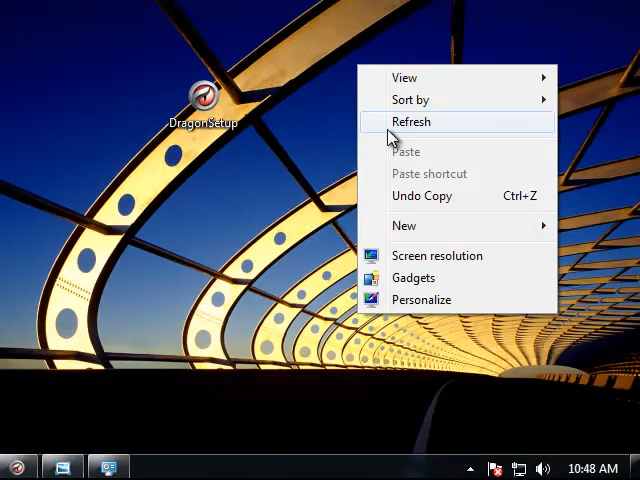 DragonSetup
View
Sort by
Refresh
Paste
Paste shortcut
Undo Copy Ctrl+Z
New
Screen resolution
Gadgets
Personalize
10:48 AM